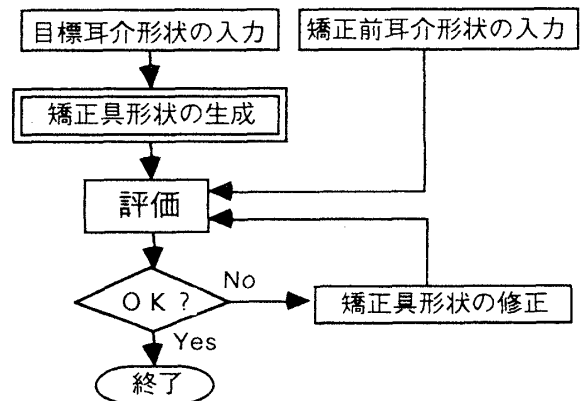 目標耳介形状の入力
矯正前耳介形状の入力
矯正具形状の生成
評価
OK?
No
矯正具形状の修正
Yes
終了